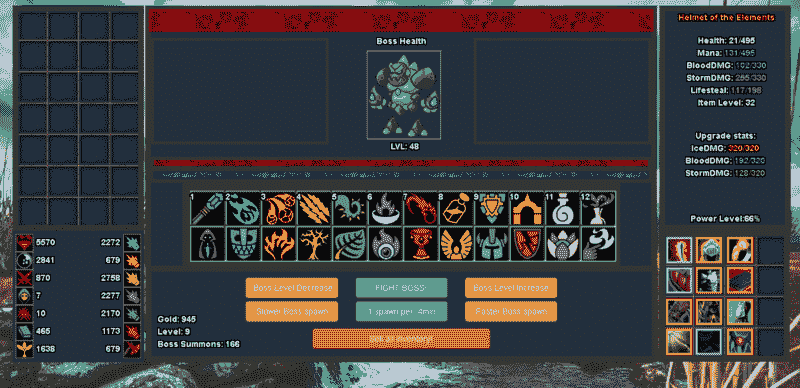 Boss Health
LVL: 48
1 2 3 4 5 6 7 8 9 10 11 12
Boss Level Decrease
FIGHT BOSS!
Boss Level Increase
Slower Boss spawn
1 spawn per 4min
Faster Boss spawn
Gold: 945
Level: 9
Boss Summons: 166
5570 2272
2841 679
870 2758
7 2277
10 2170
465 1173
1638 679
Helmet of the Elements
Health: 21/495
Mana: 131/495
BloodDMG: 102/330
StormDMG: 255/330
Lifesteal: 117/198
Item Level: 32
Upgrade stats:
IceDMG: 320/320
BloodDMG: 192/320
StormDMG: 128/320
Power Level:66%